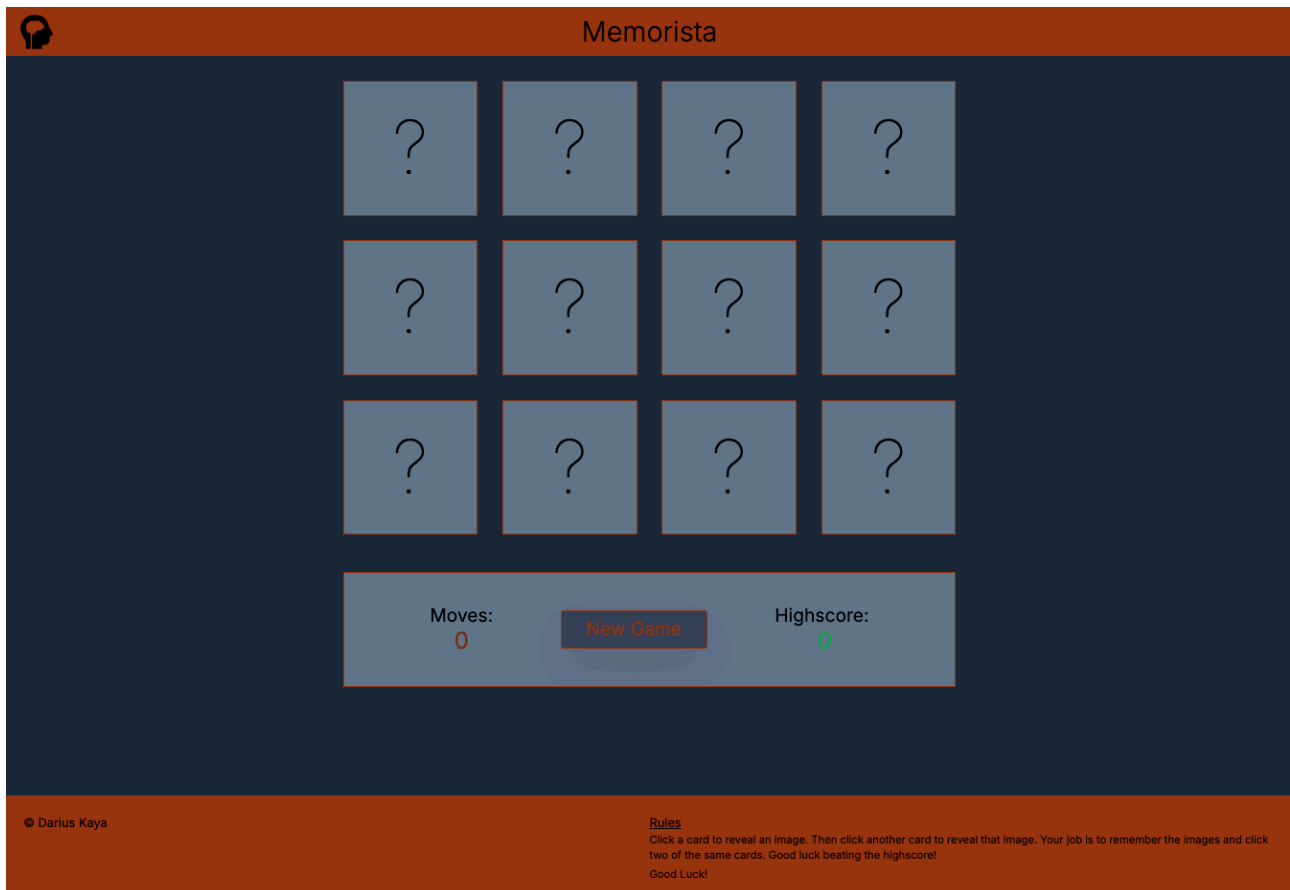 Memorista
? ? ? ?
? ? ? ?
? ? ? ?
Moves:
0
New Game
Highscore:
0
© Darius Kaya
Rules
Click a card to reveal an image. Then click another card to reveal that image. Your job is to remember the images and click
two of the same cards. Good luck beating the highscore!
Good Luck!